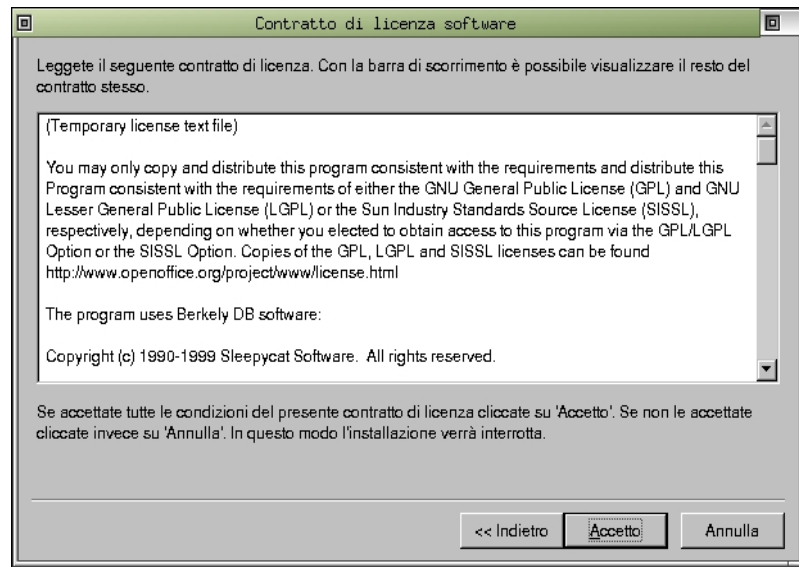 Contratto di licenza software
Leggete il seguente contratto di licenza. Con la barra di scorrimento è possibile visualizzare il resto del
contratto stesso.
(Temporary license text file)
You may only copy and distribute this program consistent with the requirements and distribute this
Program consistent with the requirements of either the GNU General Public License (GPL) and GNU
Lesser General Public License (LGPL) or the Sun Industry Standards Source License (SISSL),
respectively, depending on whether you elected to obtain access to this program via the GPL/LGPL
Option or the SISSL Option. Copies of the GPL, LGPL and SISSL licenses can be found
http://www.openoffice.org/project/www/license.html
The program uses Berkely DB software:
Copyright (c) 1990-1999 Sleepycat Software. All rights reserved.
Se accettate tutte le condizioni del presente contratto di licenza cliccate su 'Accetto'. Se non le accettate
cliccate invece su 'Annulla'. In questo modo l'installazione verrà interrotta.
<< Indietro
Accetto
Annulla